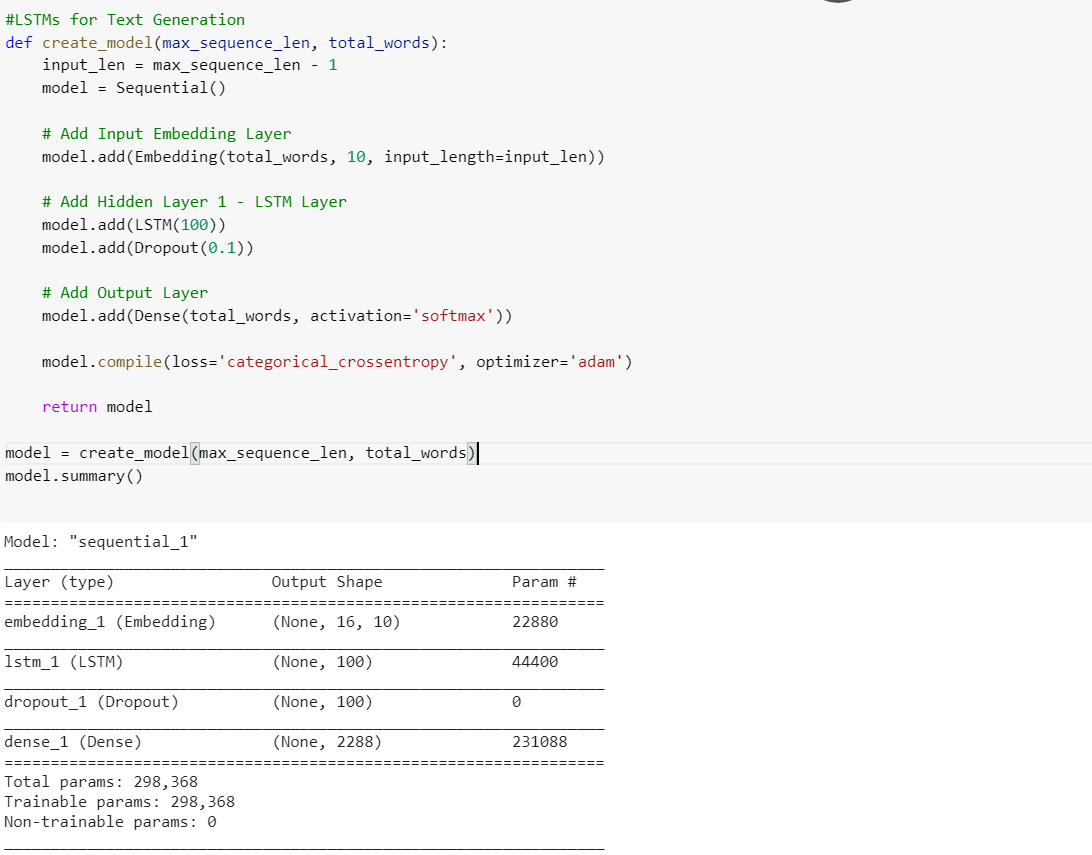 #LSTMs for Text Generation
def create_model(max_sequence_len, total_words):
    input_len = max_sequence_len - 1
    model = Sequential()

    # Add Input Embedding Layer
    model.add(Embedding(total_words, 10, input_length=input_len))

    # Add Hidden Layer 1 - LSTM Layer
    model.add(LSTM(100))
    model.add(Dropout(0.1))

    # Add Output Layer
    model.add(Dense(total_words, activation='softmax'))

    model.compile(loss='categorical_crossentropy', optimizer='adam')

    return model

model = create_model(max_sequence_len, total_words)
model.summary()

Model: "sequential_1"
_________________________________________________________________
Layer (type)                 Output Shape              Param #
=================================================================
embedding_1 (Embedding)      (None, 16, 10)            22880
_________________________________________________________________
lstm_1 (LSTM)                (None, 100)               44400
_________________________________________________________________
dropout_1 (Dropout)          (None, 100)               0
_________________________________________________________________
dense_1 (Dense)              (None, 2288)              231088
=================================================================
Total params: 298,368
Trainable params: 298,368
Non-trainable params: 0
_________________________________________________________________